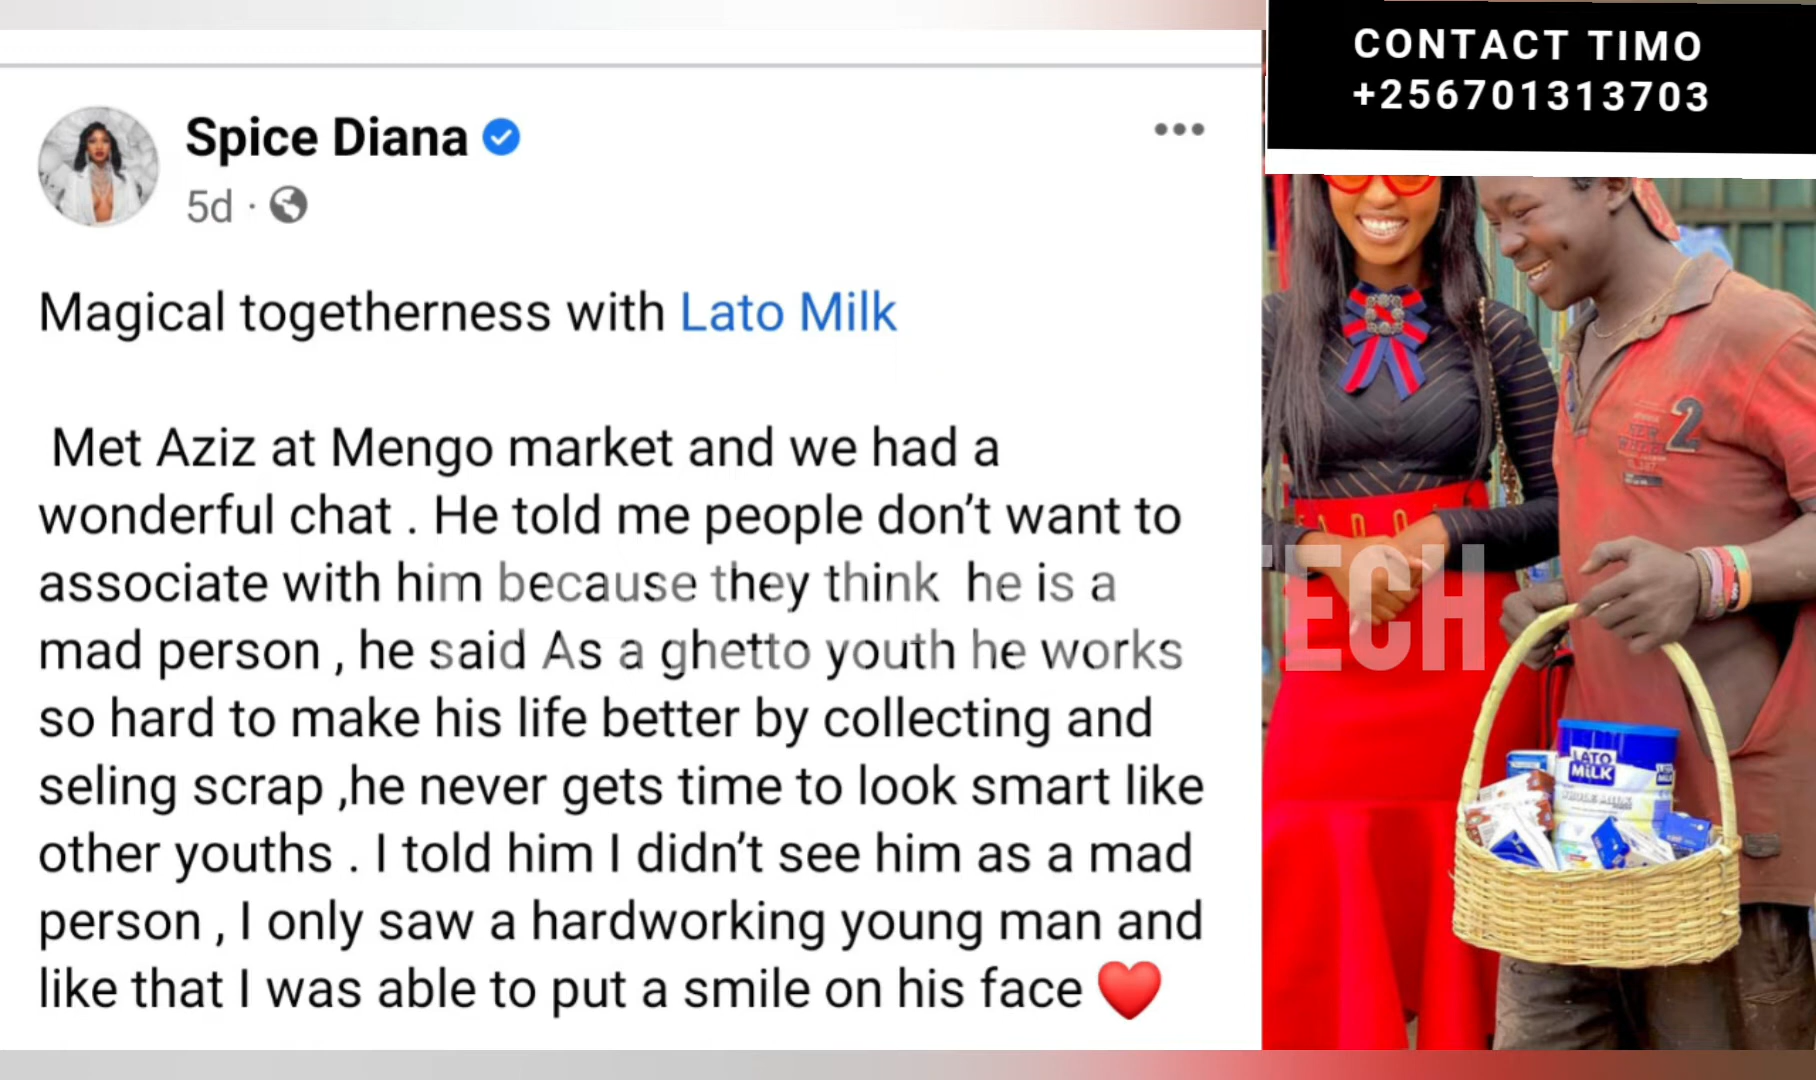 CONTACT TIMO
+256701313703
Spice Diana
5d ·
Magical togetherness with Lato Milk
Met Aziz at Mengo market and we had a
wonderful chat . He told me people don’t want to
associate with him because they think he is a
mad person , he said As a ghetto youth he works
so hard to make his life better by collecting and
seling scrap ,he never gets time to look smart like
other youths . I told him I didn’t see him as a mad
person , I only saw a hardworking young man and
like that I was able to put a smile on his face
TECH
2
LATO
MILK
WHOLE MILK